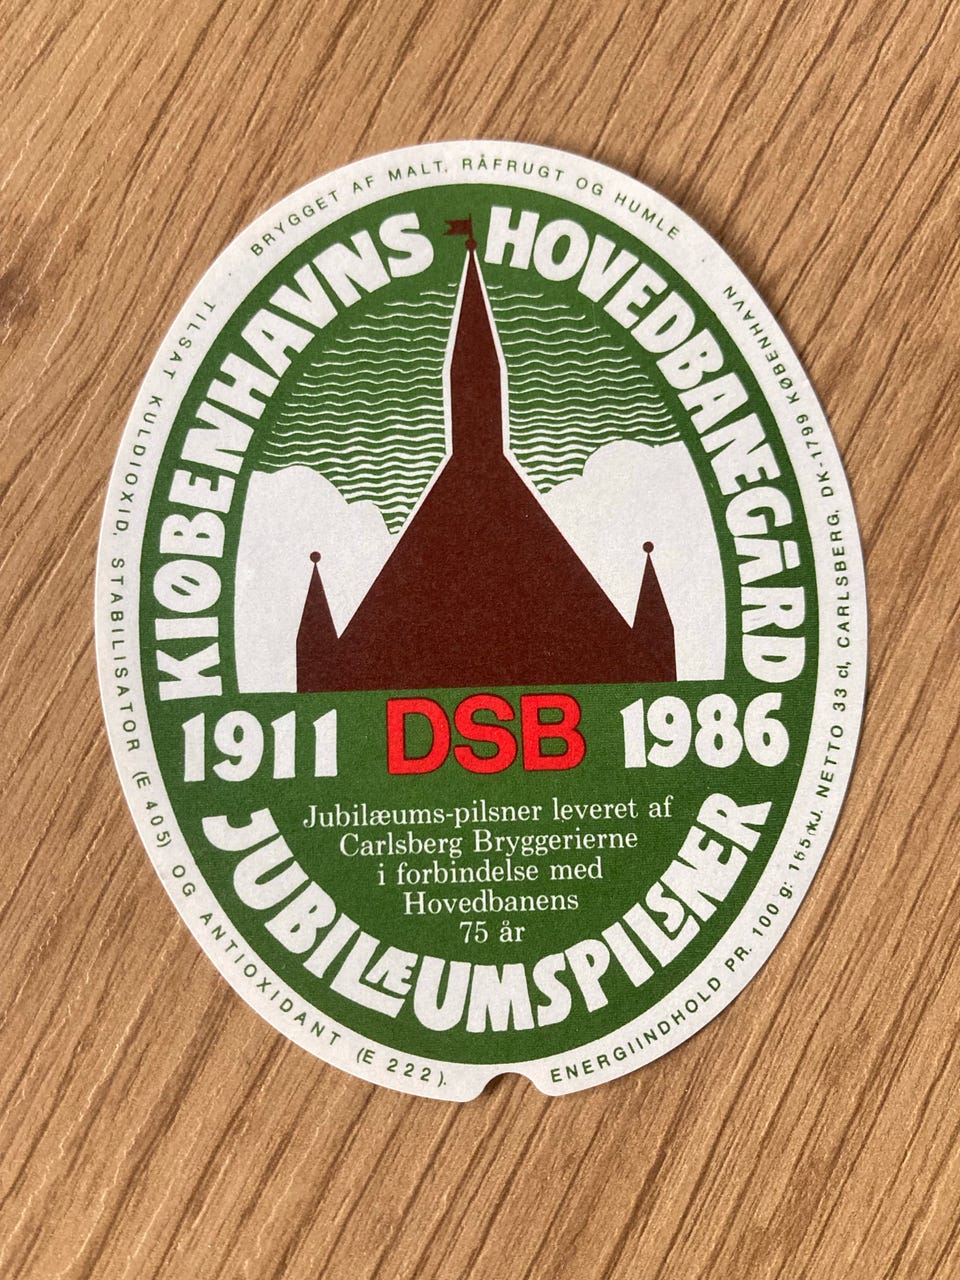 BRYGGET AF MALT, RÅFRUGT OG HUMLE
KIØBENHAVNS HOVEDBANEGÅRD
1911 DSB 1986
Jubilæums-pilsner leveret af
Carlsberg Bryggerierne
i forbindelse med
Hovedbanens
75 år
JUBILÆUMSPILSNER
TILSAT KULDIOXID, STABILISATOR (E 405) OG ANTIOXIDANT (E 222).
ENERGIINDHOLD PR. 100 g: 165 kJ. NETTO 33 cl, CARLSBERG, DK-1799 KØBENHAVN